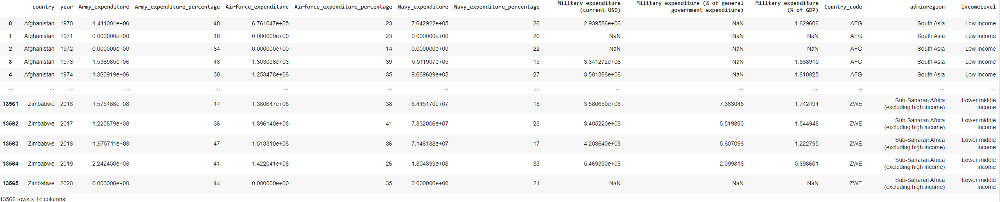 country year Army_expenditure Army_expenditure_percentage Airforce_expenditure Airforce_expenditure_percentage Navy_expenditure Navy_expenditure_percentage Military expenditure (current USD) Military expenditure (% of general government expenditure) Military expenditure (% of GDP) Country_code adminregion incomeLevel
0 Afghanistan 1970 1.411001e+06 48 6.761047e+05 23 7.642922e+05 26 2.939586e+06 NaN 1.629606 AFG South Asia Low income
1 Afghanistan 1971 0.000000e+00 48 0.000000e+00 23 0.000000e+00 26 NaN NaN NaN AFG South Asia Low income
2 Afghanistan 1972 0.000000e+00 64 0.000000e+00 14 0.000000e+00 22 NaN NaN NaN AFG South Asia Low income
3 Afghanistan 1973 1.536985e+06 46 1.303096e+06 39 5.011907e+05 15 3.341272e+06 NaN 1.868910 AFG South Asia Low income
4 Afghanistan 1974 1.360919e+06 38 1.253478e+06 35 9.669689e+05 27 3.581366e+06 NaN 1.610825 AFG South Asia Low income
... ... ... ... ... ... ... ... ... ... ... ... ... ... ...
13561 Zimbabwe 2016 1.575486e+08 44 1.360647e+08 38 6.445170e+07 18 3.580650e+08 7.363048 1.742494 ZWE Sub-Saharan Africa (excluding high income) Lower middle income
13562 Zimbabwe 2017 1.225879e+08 36 1.396140e+08 41 7.832006e+07 23 3.405220e+08 5.519890 1.544948 ZWE Sub-Saharan Africa (excluding high income) Lower middle income
13563 Zimbabwe 2018 1.975711e+08 47 1.513310e+08 36 7.146188e+07 17 4.203640e+08 5.607096 1.222795 ZWE Sub-Saharan Africa (excluding high income) Lower middle income
13564 Zimbabwe 2019 2.242450e+08 41 1.422041e+08 26 1.804899e+08 33 5.469390e+08 2.099816 0.698601 ZWE Sub-Saharan Africa (excluding high income) Lower middle income
13565 Zimbabwe 2020 0.000000e+00 44 0.000000e+00 35 0.000000e+00 21 NaN NaN NaN ZWE Sub-Saharan Africa (excluding high income) Lower middle income
13566 rows × 14 columns